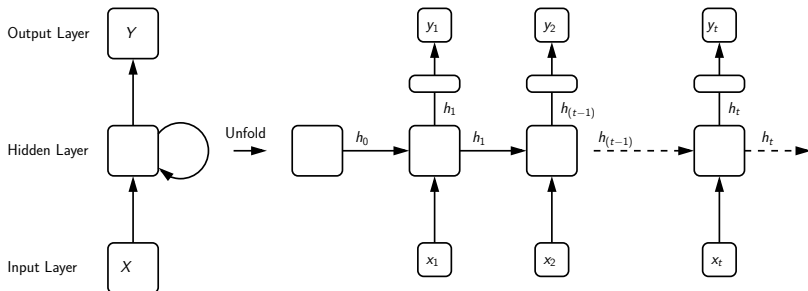 Output Layer Y y₁ y₂ yₜ
h₁ h₍ₜ₋₁₎ hₜ
Hidden Layer Unfold h₀ h₁ h₍ₜ₋₁₎ hₜ
Input Layer X x₁ x₂ xₜ